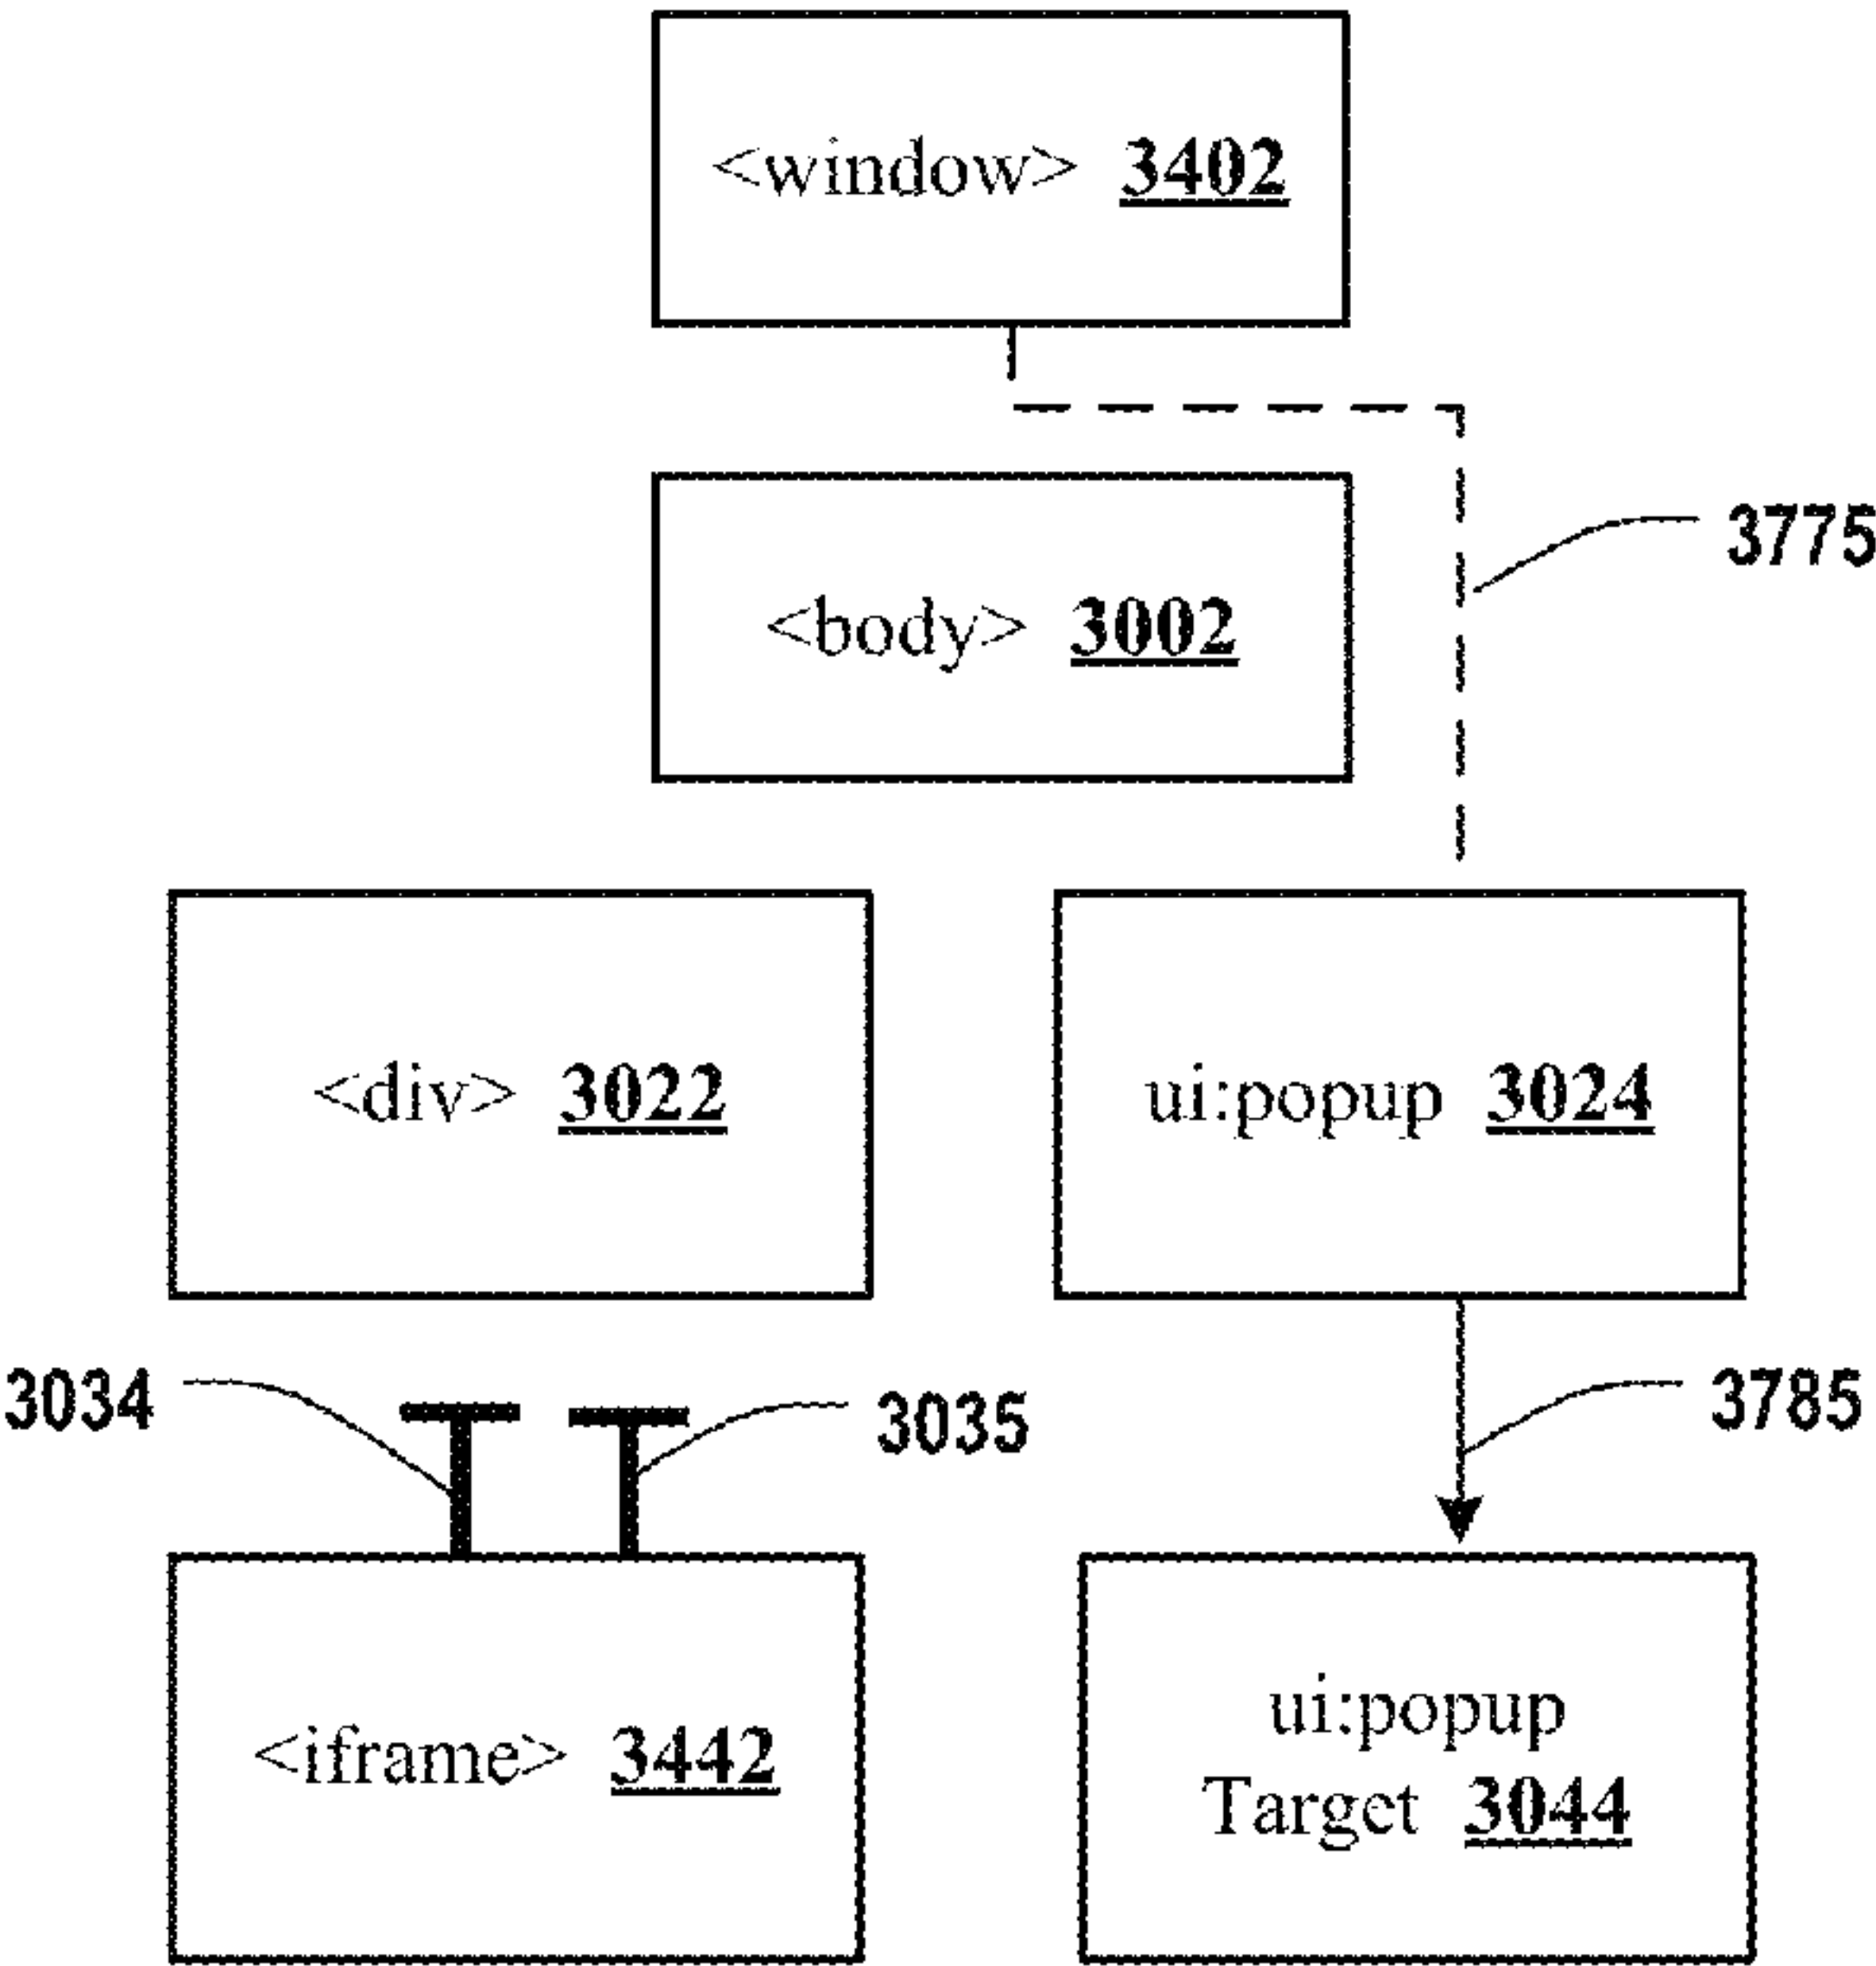 <window> 3402
3775
<body> 3002
<div> 3022
ui:popup 3024
3034
3035
3785
<iframe> 3442
ui:popup
Target 3044